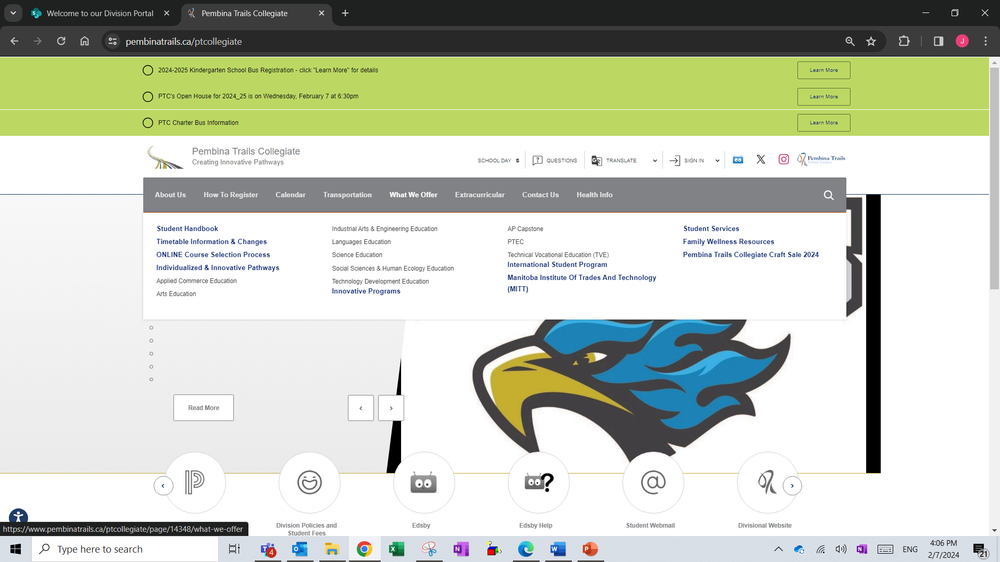 Welcome to our Division Portal
Pembina Trails Collegiate
pembinatrails.ca/ptcollegiate
J
2024-2025 Kindergarten School Bus Registration - click "Learn More" for details
Learn More
PTC's Open House for 2024_25 is on Wednesday, February 7 at 6:30pm
Learn More
PTC Charter Bus Information
Learn More
Pembina Trails Collegiate
Creating Innovative Pathways
SCHOOL DAY 5
QUESTIONS
TRANSLATE
SIGN IN
Pembina Trails
School Division
About Us
How To Register
Calendar
Transportation
What We Offer
Extracurricular
Contact Us
Health Info
Student Handbook
Timetable Information & Changes
ONLINE Course Selection Process
Individualized & Innovative Pathways
Applied Commerce Education
Arts Education
Industrial Arts & Engineering Education
Languages Education
Science Education
Social Sciences & Human Ecology Education
Technology Development Education
Innovative Programs
AP Capstone
PTEC
Technical Vocational Education (TVE)
International Student Program
Manitoba Institute Of Trades And Technology
(MITT)
Student Services
Family Wellness Resources
Pembina Trails Collegiate Craft Sale 2024
Read More
Division Policies and
Student Fees
Edsby
Edsby Help
Student Webmail
Divisional Website
https://www.pembinatrails.ca/ptcollegiate/page/14348/what-we-offer
Type here to search
4
ENG
4:06 PM
2/7/2024
21